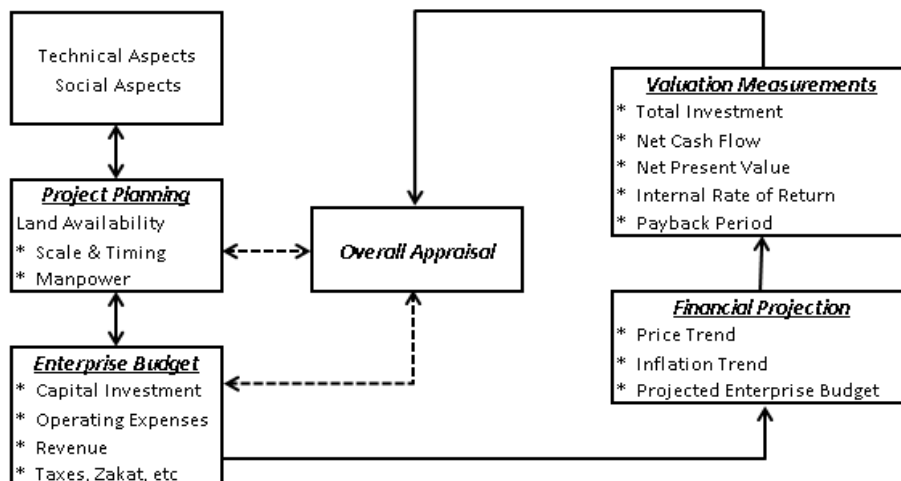 Technical Aspects
Social Aspects
Project Planning
Land Availability
* Scale & Timing
* Manpower
Enterprise Budget
* Capital Investment
* Operating Expenses
* Revenue
* Taxes, Zakat, etc
Overall Appraisal
Valuation Measurements
* Total Investment
* Net Cash Flow
* Net Present Value
* Internal Rate of Return
* Payback Period
Financial Projection
* Price Trend
* Inflation Trend
* Projected Enterprise Budget